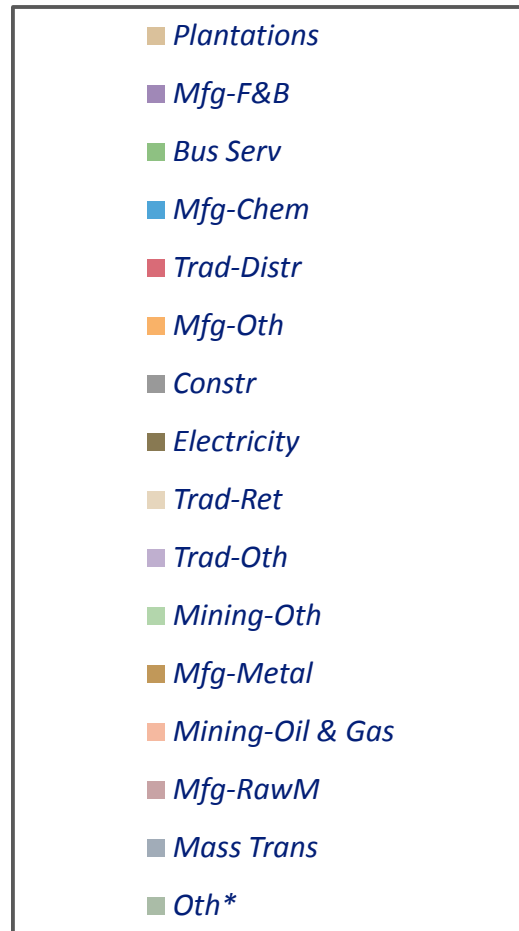 Plantations
Mfg-F&B
Bus Serv
Mfg-Chem
Trad-Distr
Mfg-Oth
Constr
Electricity
Trad-Ret
Trad-Oth
Mining-Oth
Mfg-Metal
Mining-Oil & Gas
Mfg-RawM
Mass Trans
Oth*